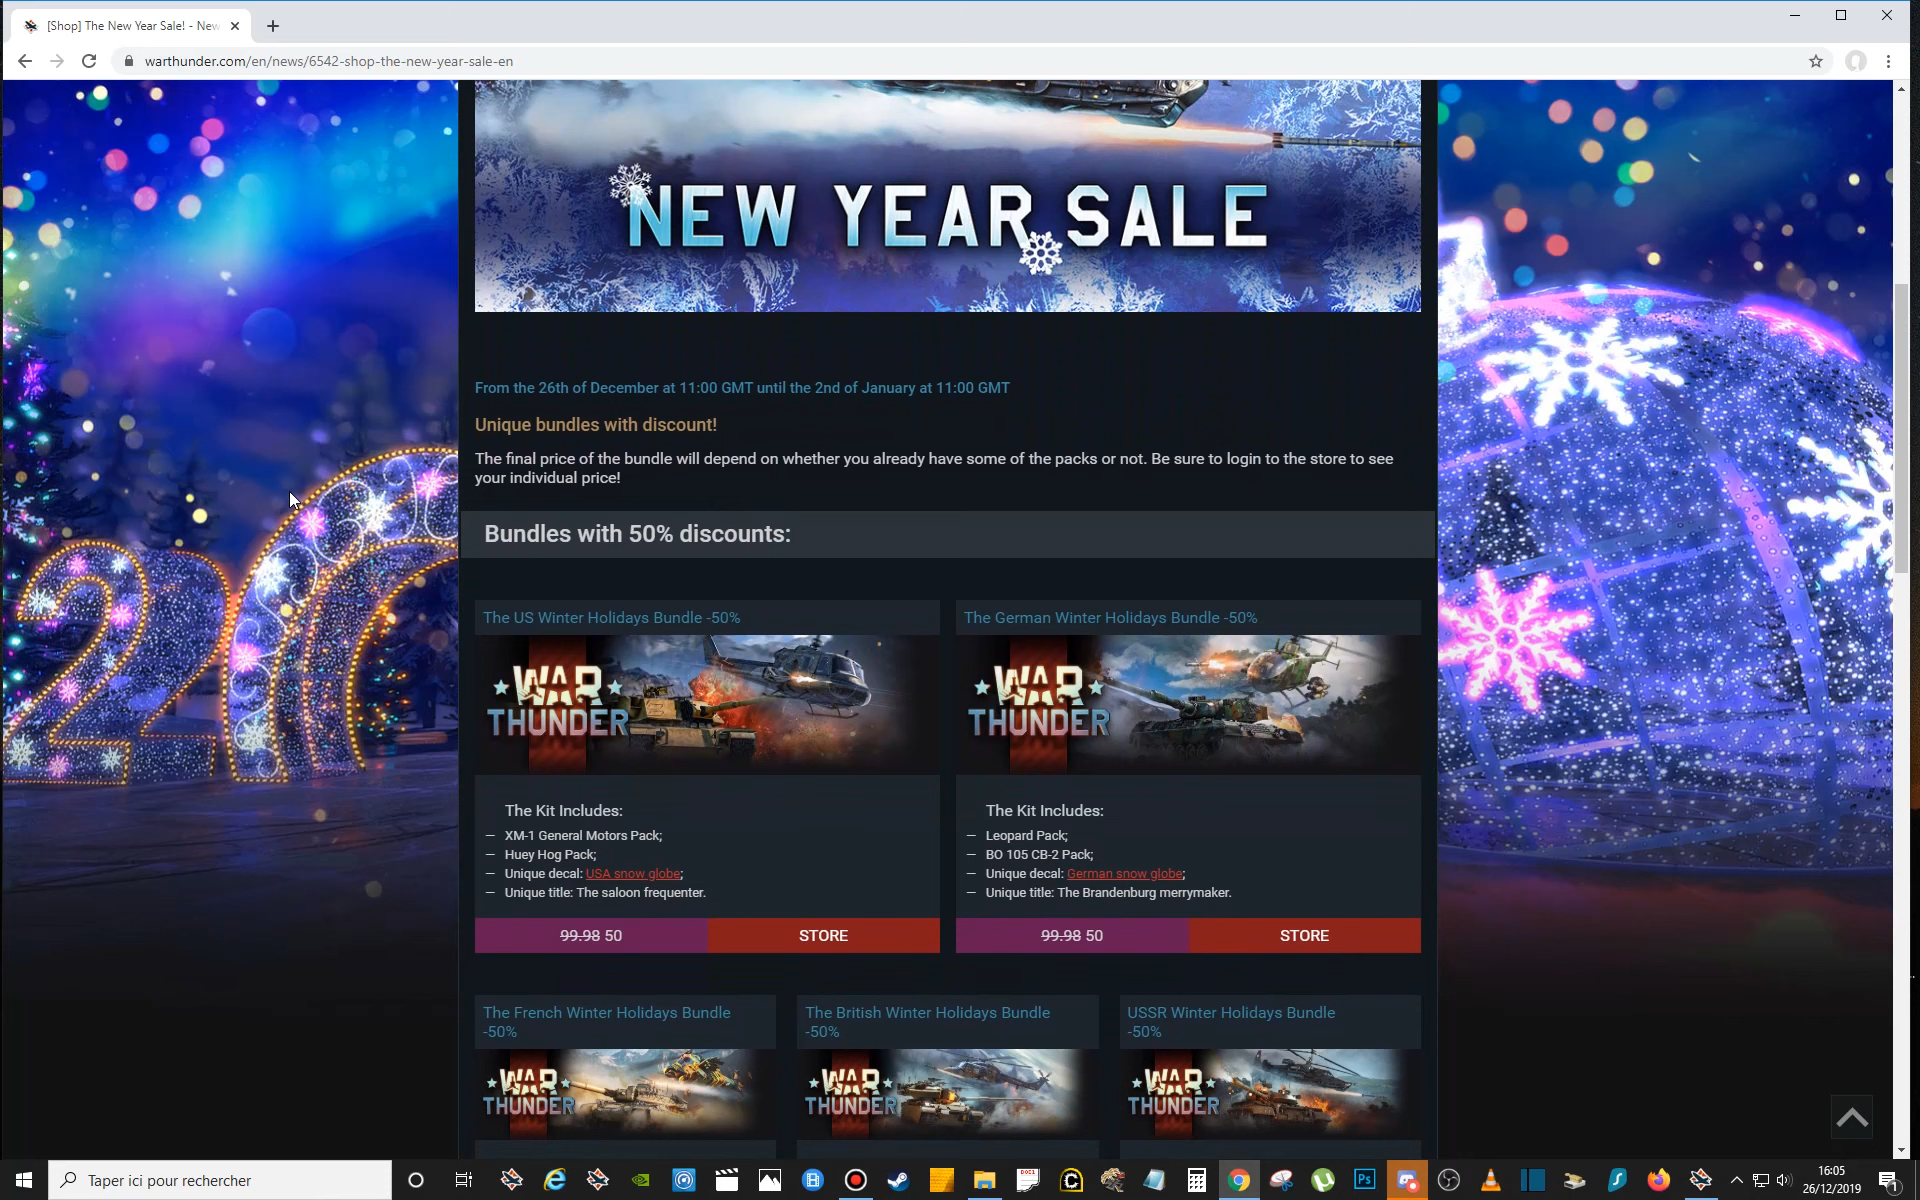 [Shop] The New Year Sale! - New
warthunder.com/en/news/6542-shop-the-new-year-sale-en
NEW YEAR SALE
From the 26th of December at 11:00 GMT until the 2nd of January at 11:00 GMT
Unique bundles with discount!
The final price of the bundle will depend on whether you already have some of the packs or not. Be sure to login to the store to see
your individual price!
Bundles with 50% discounts:
The US Winter Holidays Bundle -50%
WAR
THUNDER
The Kit Includes:
— XM-1 General Motors Pack;
— Huey Hog Pack;
— Unique decal: USA snow globe;
— Unique title: The saloon frequenter.
99.98 50
STORE
The German Winter Holidays Bundle -50%
WAR
THUNDER
The Kit Includes:
— Leopard Pack;
— BO 105 CB-2 Pack;
— Unique decal: German snow globe;
— Unique title: The Brandenburg merrymaker.
99.98 50
STORE
The French Winter Holidays Bundle
-50%
WAR
THUNDER
The British Winter Holidays Bundle
-50%
WAR
THUNDER
USSR Winter Holidays Bundle
-50%
WAR
THUNDER
Taper ici pour rechercher
Ps
16:05
26/12/2019
1